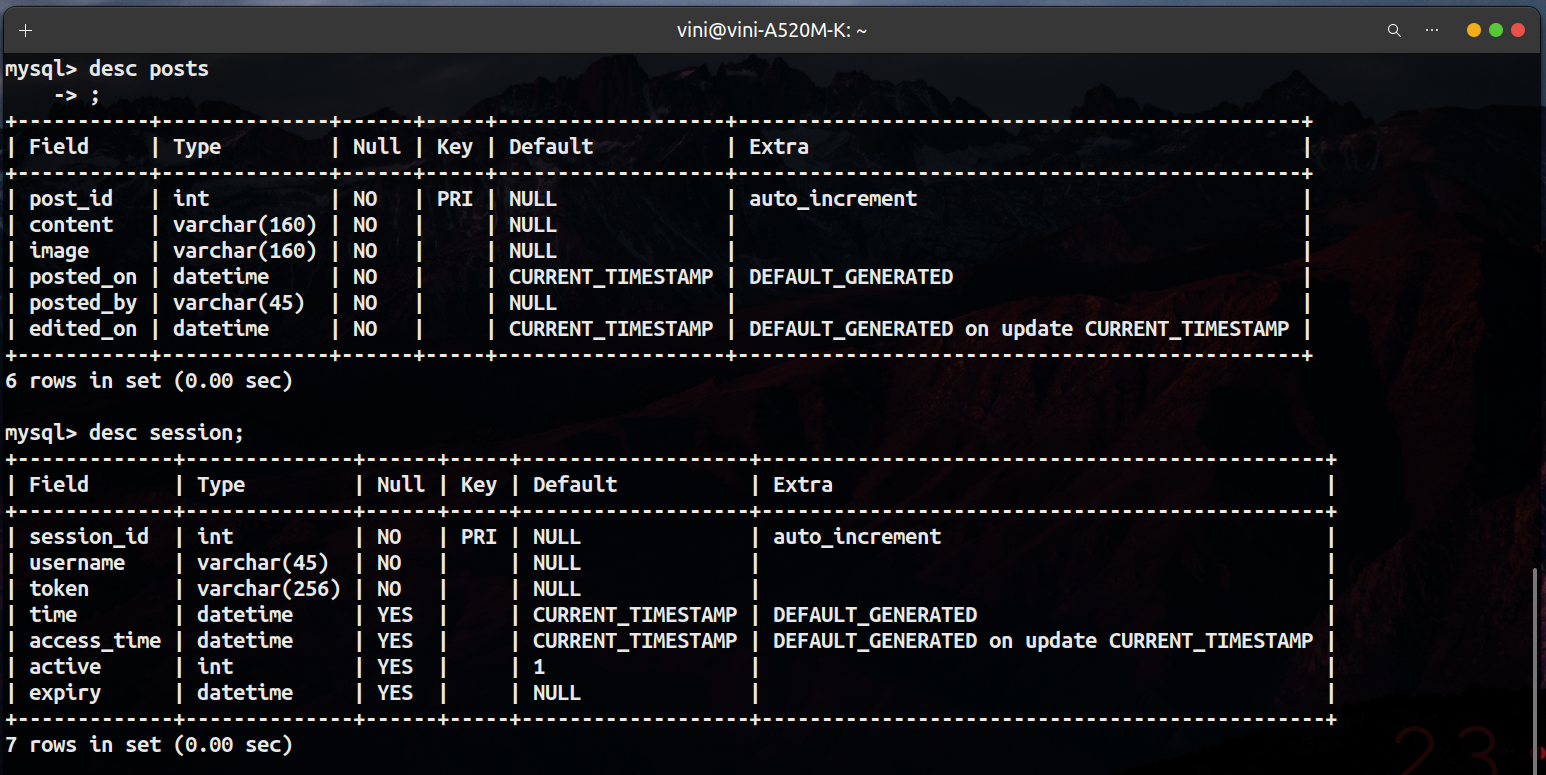 vini@vini-A520M-K: ~
mysql> desc posts
    -> ;
+-----------+--------------+------+-----+-------------------+-----------------------------------------------+
| Field     | Type         | Null | Key | Default           | Extra                                         |
+-----------+--------------+------+-----+-------------------+-----------------------------------------------+
| post_id   | int          | NO   | PRI | NULL              | auto_increment                                |
| content   | varchar(160) | NO   |     | NULL              |                                               |
| image     | varchar(160) | NO   |     | NULL              |                                               |
| posted_on | datetime     | NO   |     | CURRENT_TIMESTAMP | DEFAULT_GENERATED                             |
| posted_by | varchar(45)  | NO   |     | NULL              |                                               |
| edited_on | datetime     | NO   |     | CURRENT_TIMESTAMP | DEFAULT_GENERATED on update CURRENT_TIMESTAMP |
+-----------+--------------+------+-----+-------------------+-----------------------------------------------+
6 rows in set (0.00 sec)

mysql> desc session;
+-------------+--------------+------+-----+-------------------+-----------------------------------------------+
| Field       | Type         | Null | Key | Default           | Extra                                         |
+-------------+--------------+------+-----+-------------------+-----------------------------------------------+
| session_id  | int          | NO   | PRI | NULL              | auto_increment                                |
| username    | varchar(45)  | NO   |     | NULL              |                                               |
| token       | varchar(256) | NO   |     | NULL              |                                               |
| time        | datetime     | YES  |     | CURRENT_TIMESTAMP | DEFAULT_GENERATED                             |
| access_time | datetime     | YES  |     | CURRENT_TIMESTAMP | DEFAULT_GENERATED on update CURRENT_TIMESTAMP |
| active      | int          | YES  |     | 1                 |                                               |
| expiry      | datetime     | YES  |     | NULL              |                                               |
+-------------+--------------+------+-----+-------------------+-----------------------------------------------+
7 rows in set (0.00 sec)
23